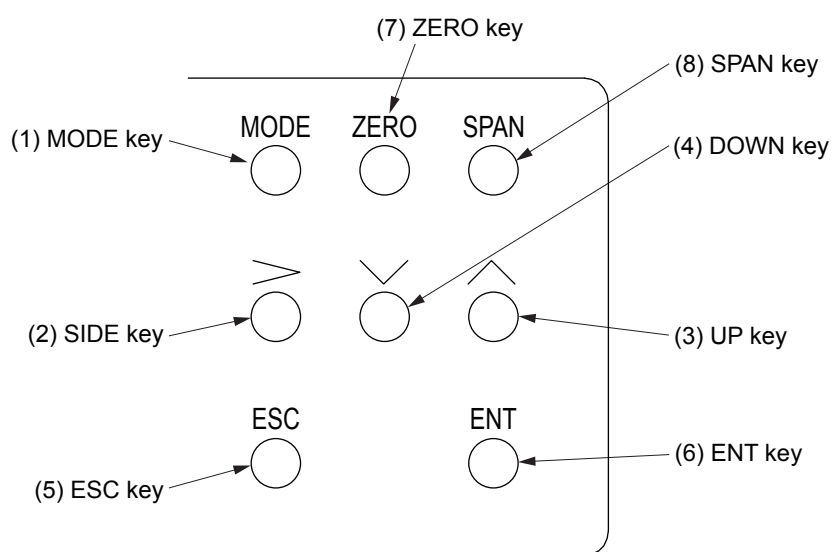 (7) ZERO key
(8) SPAN key
(1) MODE key
MODE ZERO SPAN
(4) DOWN key
(2) SIDE key
(3) UP key
ESC ENT
(5) ESC key
(6) ENT key